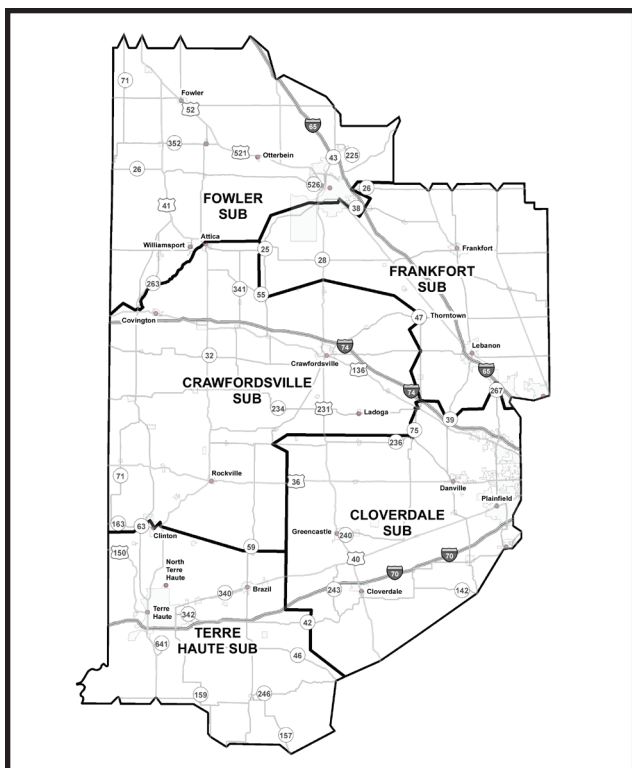 71
Fowler
52
65
352
521
Otterbein
43
225
26
526
26
41
FOWLER
SUB
38
Attica
Williamsport
25
Frankfort
28
FRANKFORT
SUB
263
341
55
Covington
47
Thorntown
74
Lebanon
32
Crawfordsville
136
65
CRAWFORDSVILLE
SUB
74
267
234
231
Ladoga
39
75
236
71
Rockville
36
Danville
Plainfield
CLOVERDALE
SUB
163
63
Clinton
Greencastle
240
150
59
40
70
North
Terre
Haute
70
340
Brazil
243
Cloverdale
142
Terre
Haute
342
42
TERRE
HAUTE SUB
641
46
159
246
157